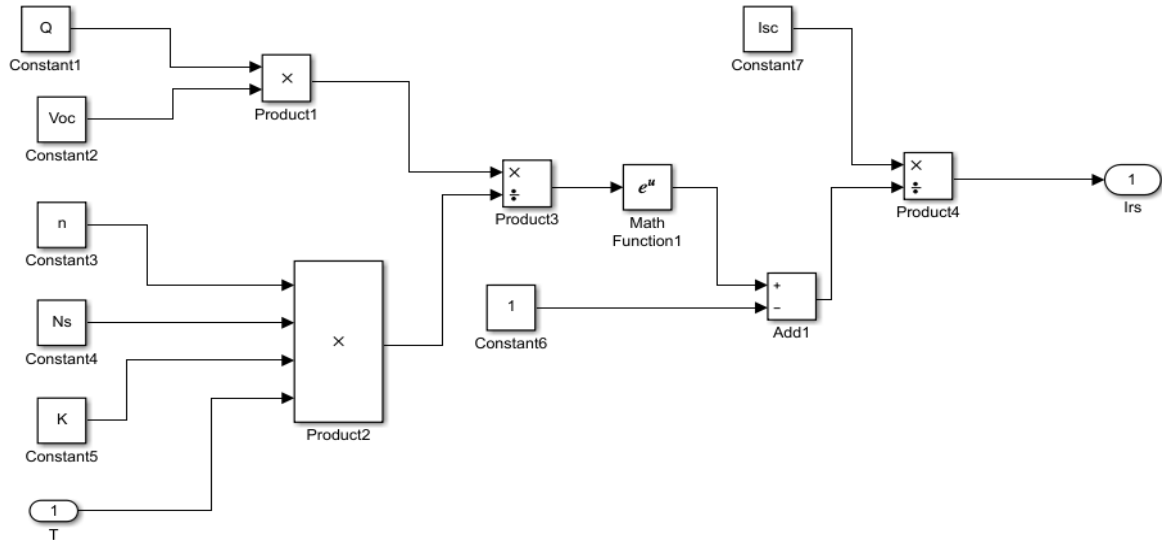 Q
Constant1
Voc
Constant2
×
Product1
n
Constant3
Ns
Constant4
K
Constant5
1
T
×
Product2
×
÷
Product3
eᵘ
Math
Function1
1
Constant6
+
−
Add1
Isc
Constant7
×
÷
Product4
1
Irs